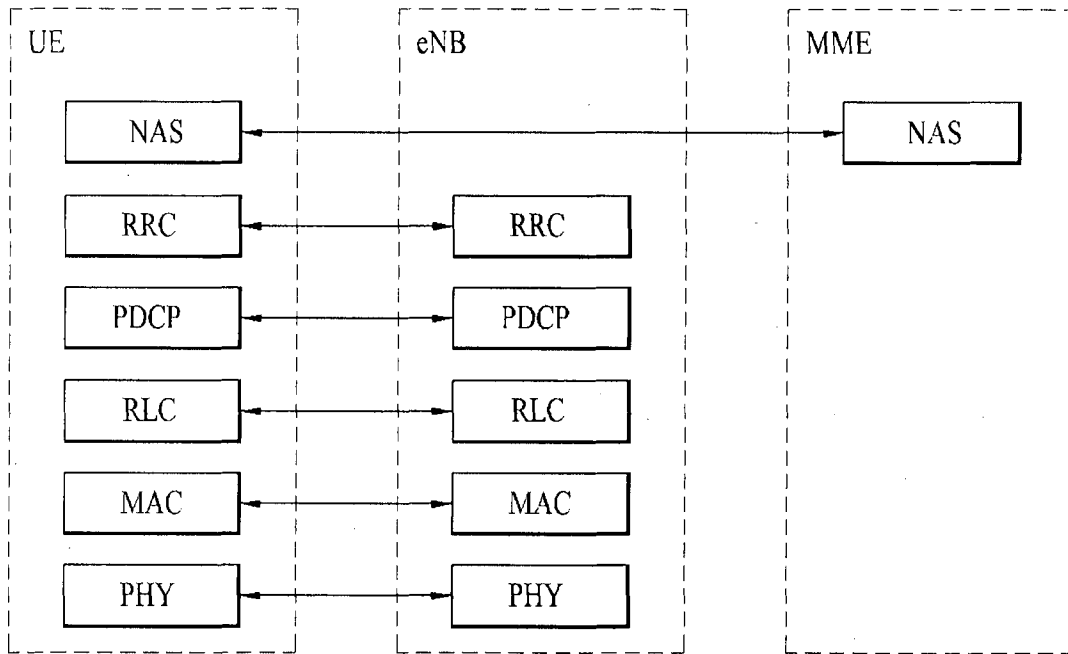 UE
eNB
MME
NAS
NAS
RRC
RRC
PDCP
PDCP
RLC
RLC
MAC
MAC
PHY
PHY